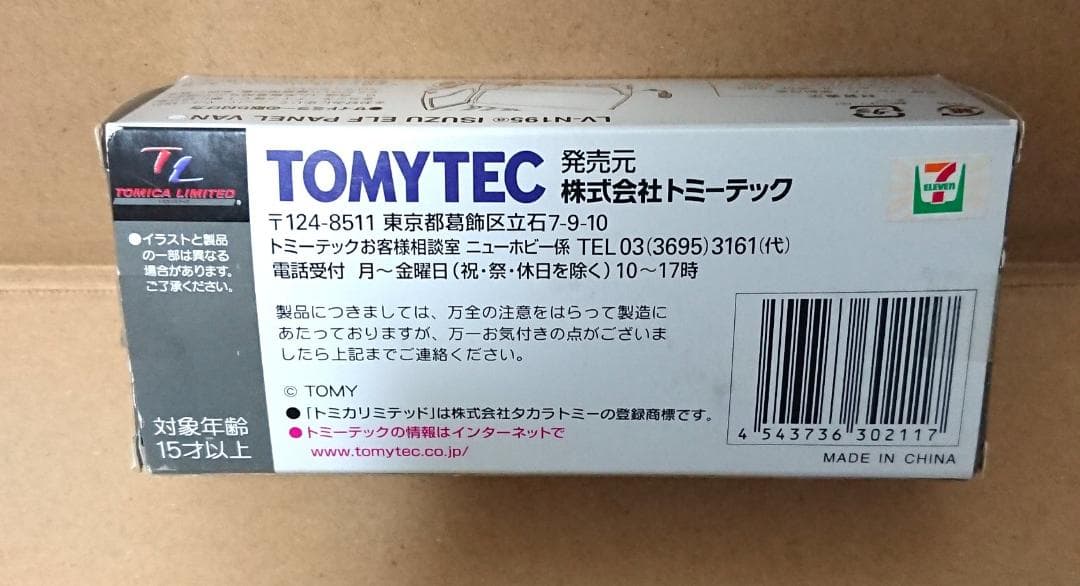 LV-N195ⓐ ISUZU ELF PANEL VAN
TL
TOMICA LIMITED
TOMYTEC
発売元
株式会社トミーテック
7
ELEVEn
〒124-8511 東京都葛飾区立石7-9-10
トミーテックお客様相談室 ニューホビー係 TEL 03(3695)3161(代)
電話受付 月～金曜日(祝・祭・休日を除く)10～17時
●イラストと製品
の一部は異なる
場合があります。
ご了承ください。
製品につきましては、万全の注意をはらって製造に
あたっておりますが、万一お気付きの点がございま
したら上記までご連絡ください。
© TOMY
●「トミカリミテッド」は株式会社タカラトミーの登録商標です。
●トミーテックの情報はインターネットで
www.tomytec.co.jp/
対象年齢
15才以上
4 543736 302117
MADE IN CHINA